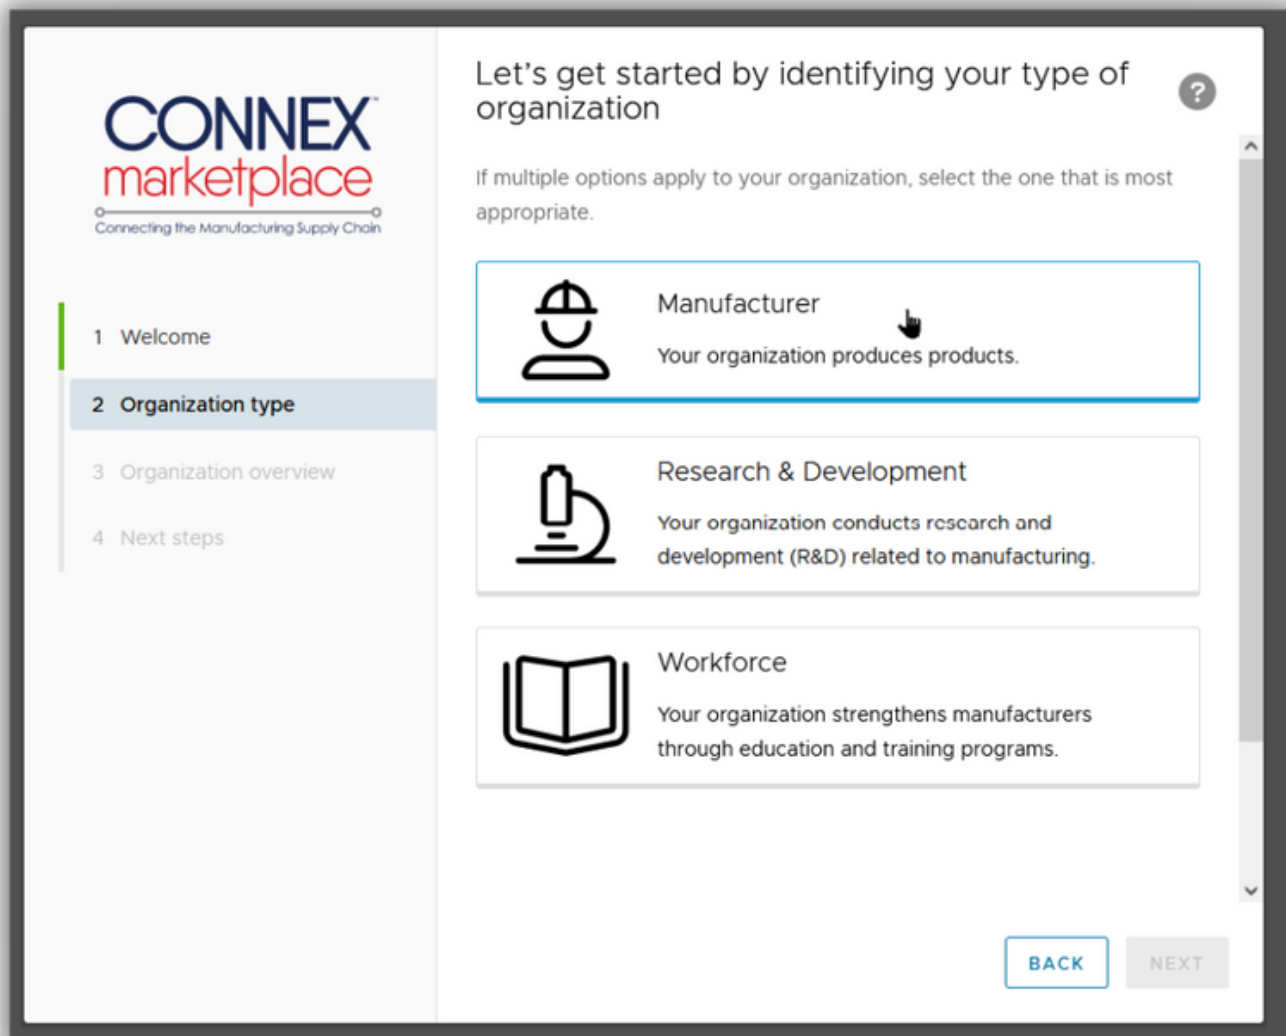 CONNEX™
marketplace
Connecting the Manufacturing Supply Chain
1 Welcome
2 Organization type
3 Organization overview
4 Next steps
Let's get started by identifying your type of
organization
?
If multiple options apply to your organization, select the one that is most
appropriate.
Manufacturer
Your organization produces products.
Research & Development
Your organization conducts research and
development (R&D) related to manufacturing.
Workforce
Your organization strengthens manufacturers
through education and training programs.
BACK
NEXT